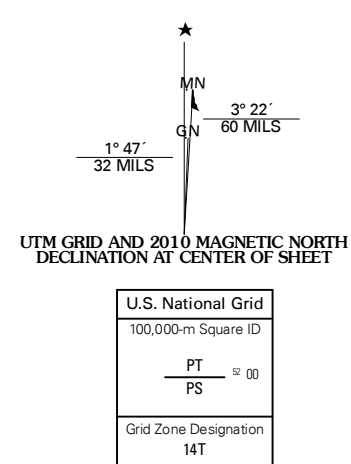 ★
MN
3° 22´
60 MILS
GN
1° 47´
32 MILS
UTM GRID AND 2010 MAGNETIC NORTH
DECLINATION AT CENTER OF SHEET
U.S. National Grid
100,000-m Square ID
PT
52 00
PS
Grid Zone Designation
14T